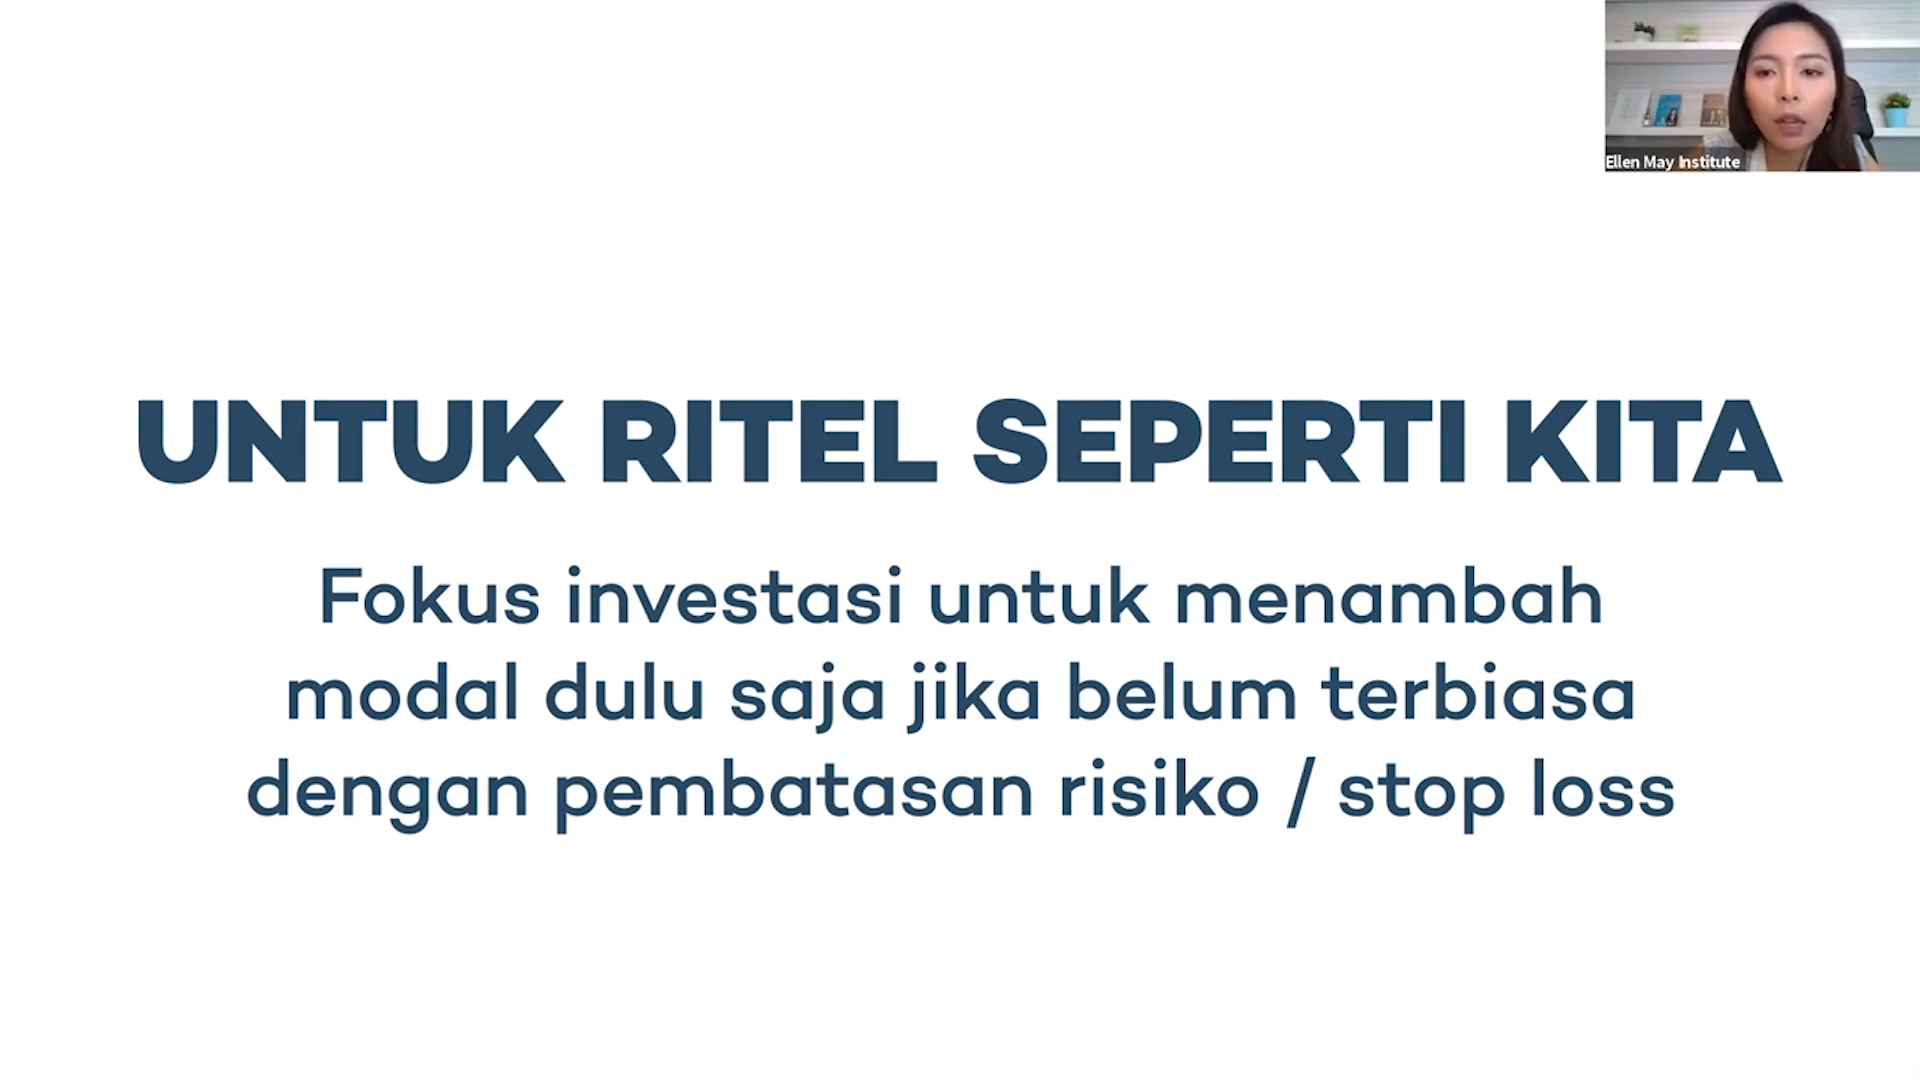 Ellen May Institute
UNTUK RITEL SEPERTI KITA
Fokus investasi untuk menambah
modal dulu saja jika belum terbiasa
dengan pembatasan risiko / stop loss